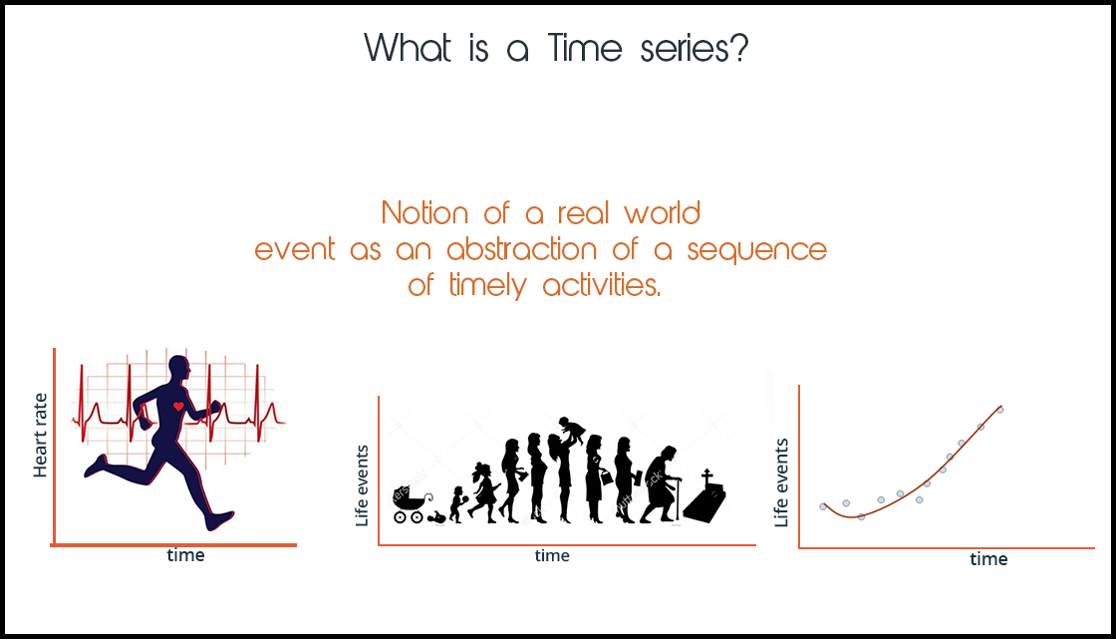 What is a Time series?
Notion of a real world
event as an abstraction of a sequence
of timely activities.
Heart rate
time
Life events
time
Life events
time